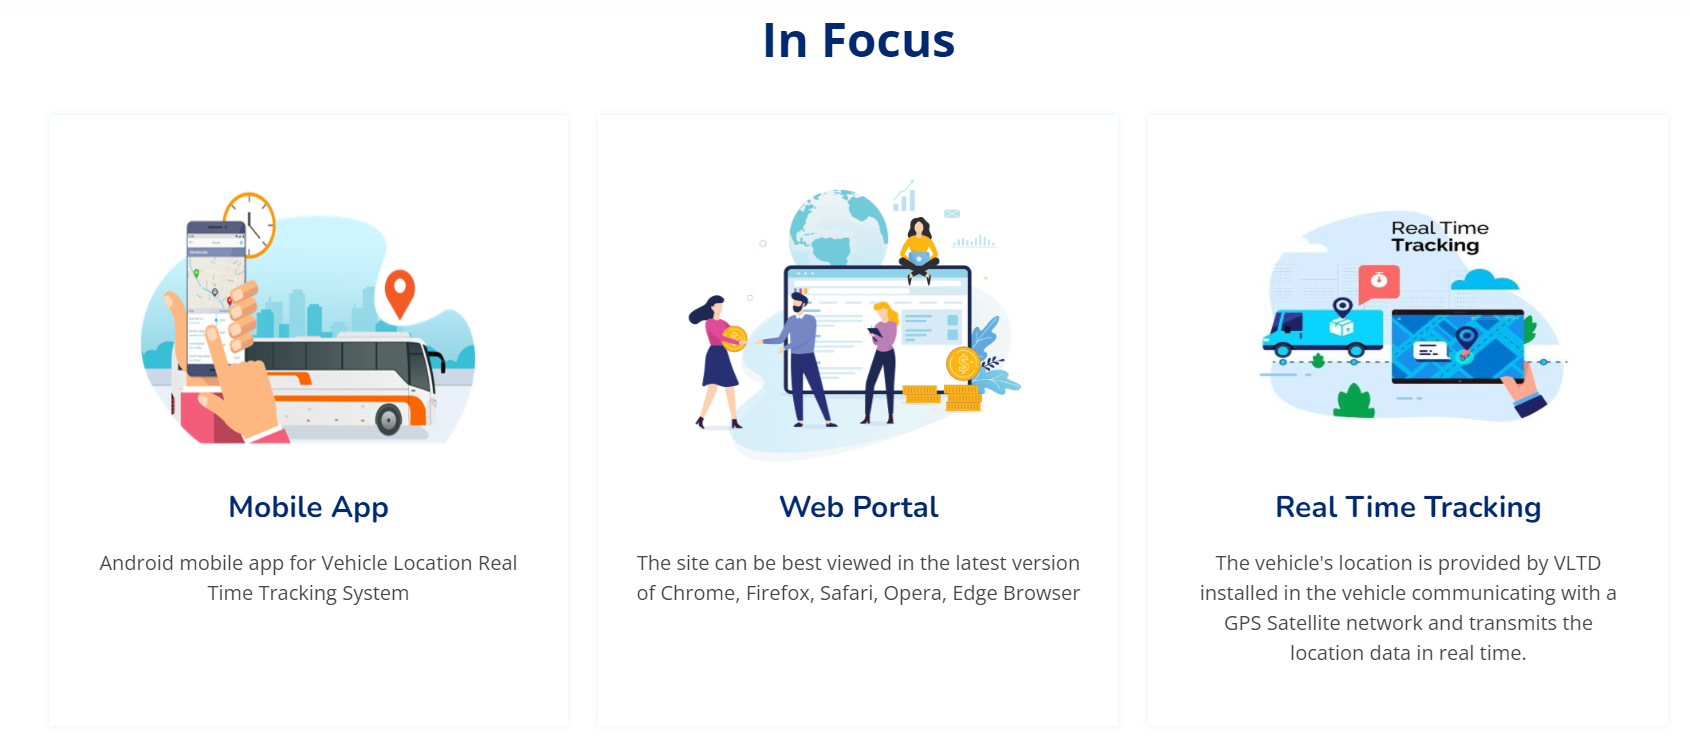 In Focus
Real Time
Tracking
Mobile App
Android mobile app for Vehicle Location Real
Time Tracking System
Web Portal
The site can be best viewed in the latest version
of Chrome, Firefox, Safari, Opera, Edge Browser
Real Time Tracking
The vehicle's location is provided by VLTD
installed in the vehicle communicating with a
GPS Satellite network and transmits the
location data in real time.